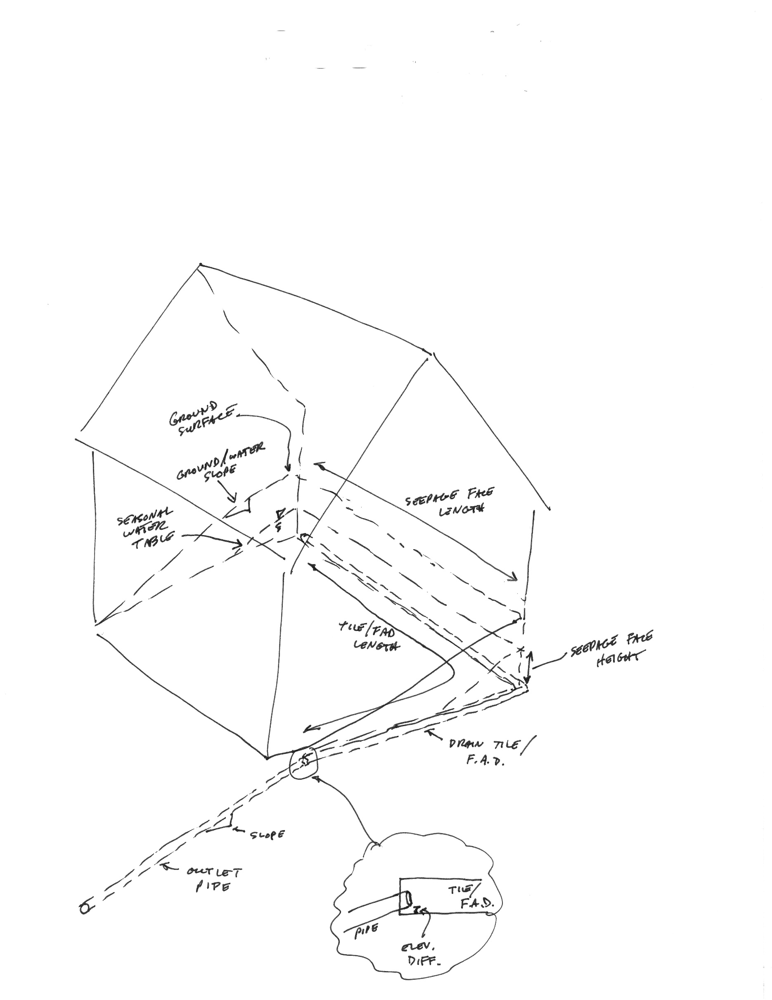 GROUND
SURFACE
GROUND/WATER
SLOPE
SEASONAL
WATER
TABLE
SEEPAGE FACE
LENGTH
TILE/FAD
LENGTH
SEEPAGE FACE
HEIGHT
DRAIN TILE/
F.A.D.
SLOPE
OUTLET
PIPE
TILE/
F.A.D.
PIPE
ELEV.
DIFF.